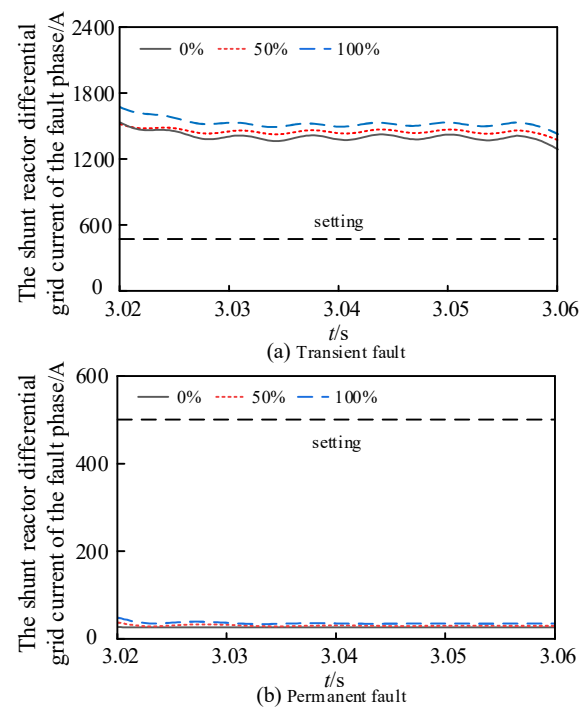 The shunt reactor differential
grid current of the fault phase/A
2400
1800
1200
600
0
0%
50%
100%
setting
3.02
3.03
3.04
3.05
3.06
t/s
(a) Transient fault
The shunt reactor differential
grid current of the fault phase/A
600
400
200
0
0%
50%
100%
setting
3.02
3.03
3.04
3.05
3.06
t/s
(b) Permanent fault